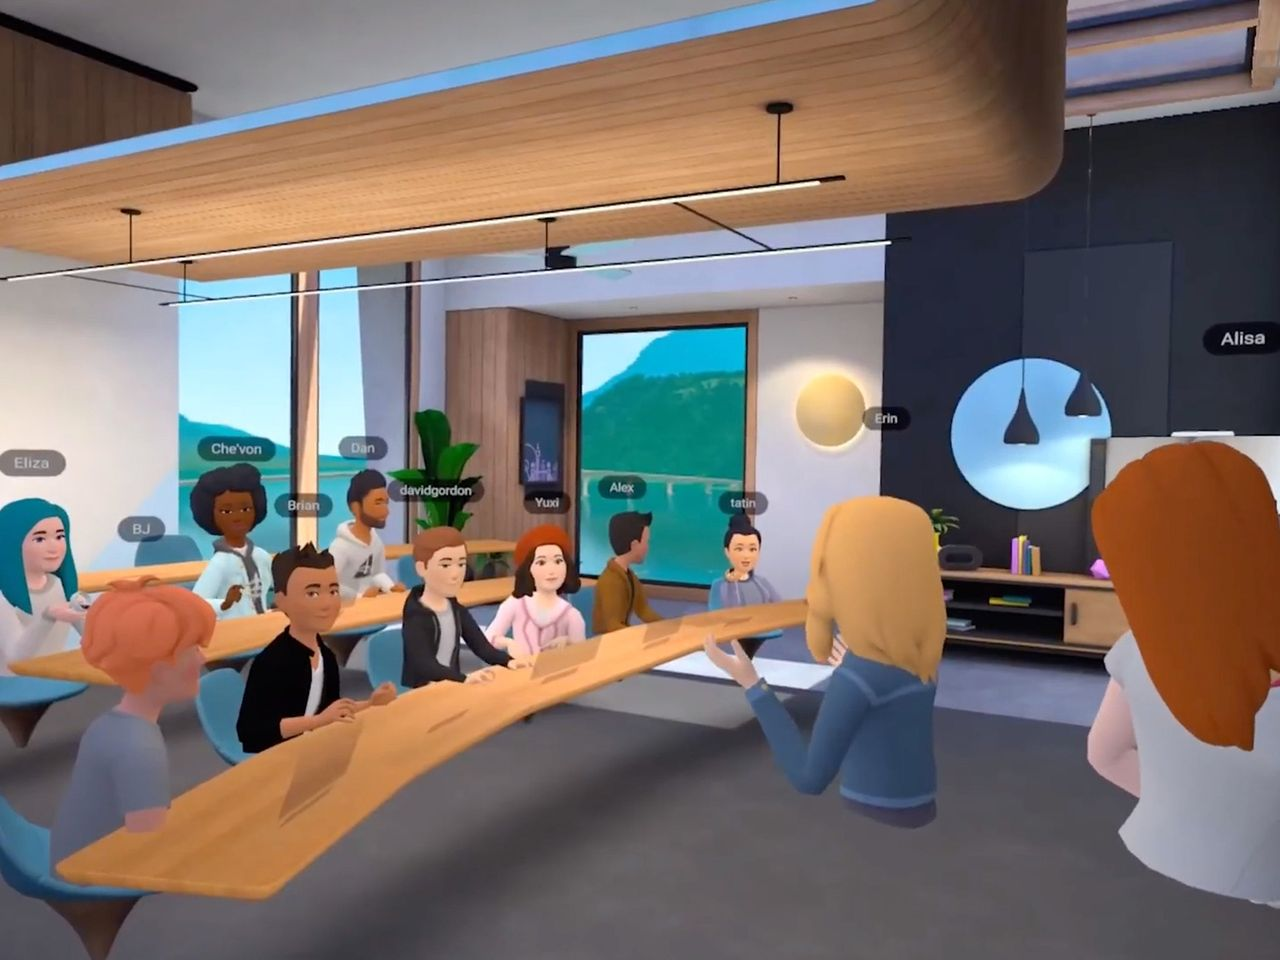 Alisa
Erin
Che'von
Dan
Eliza
davidgordon
Alex
Brian
Yuxi
tatin
BJ